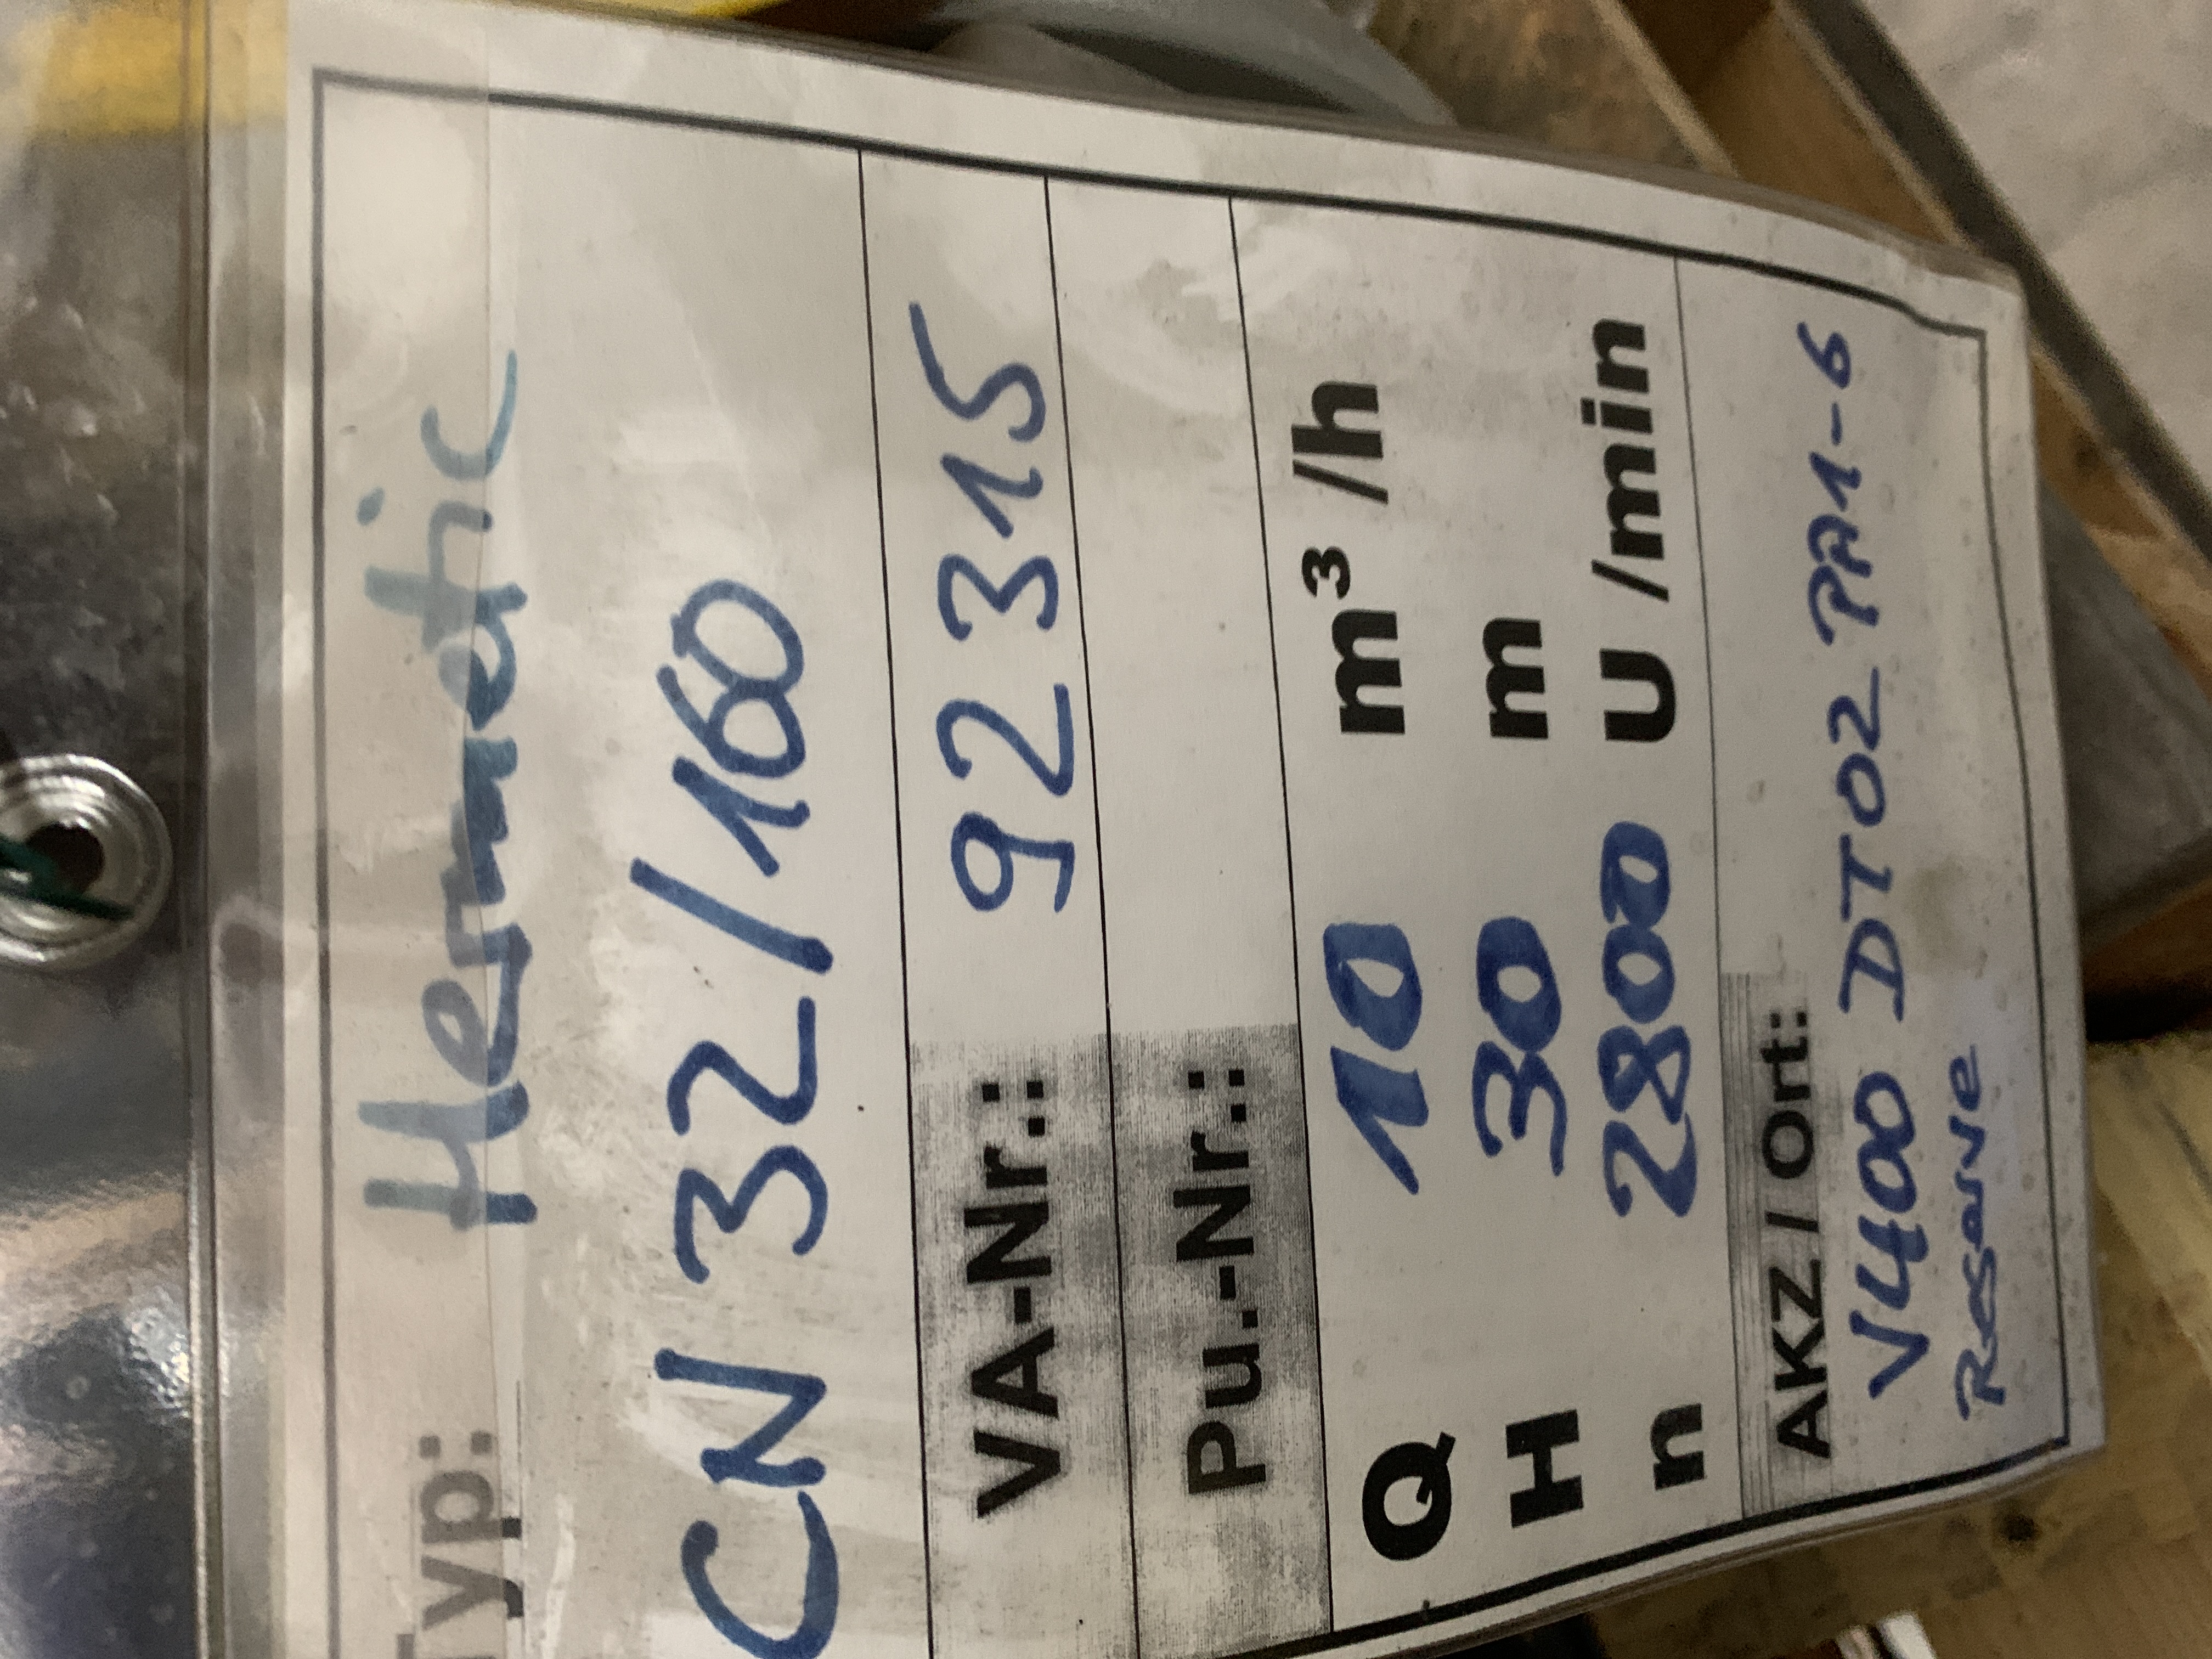 Typ: Hermetic
CN 32/160
VA-Nr.: 92315
Pu.-Nr.:
Q 10 m³/h
H 30 m
n 2800 U/min
AKZ / Ort:
V400 DT02 PA1-6
Reserve